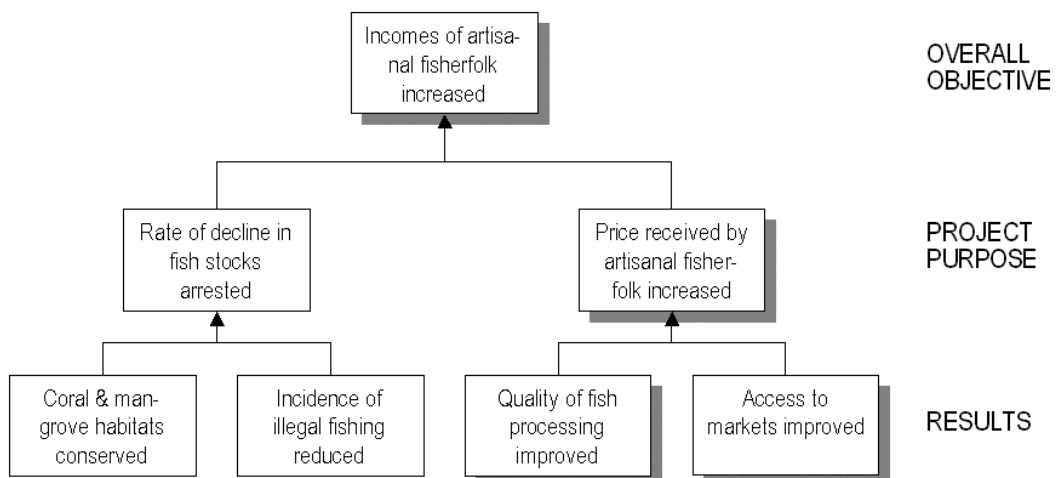 Incomes of artisa-
nal fisherfolk
increased
OVERALL
OBJECTIVE
Rate of decline in
fish stocks
arrested
Price received by
artisanal fisher-
folk increased
PROJECT
PURPOSE
Coral & man-
grove habitats
conserved
Incidence of
illegal fishing
reduced
Quality of fish
processing
improved
Access to
markets improved
RESULTS